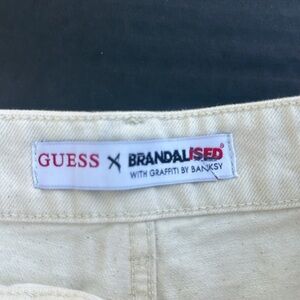 GUESS X BRANDALISED®
WITH GRAFFITI BY BANKSY